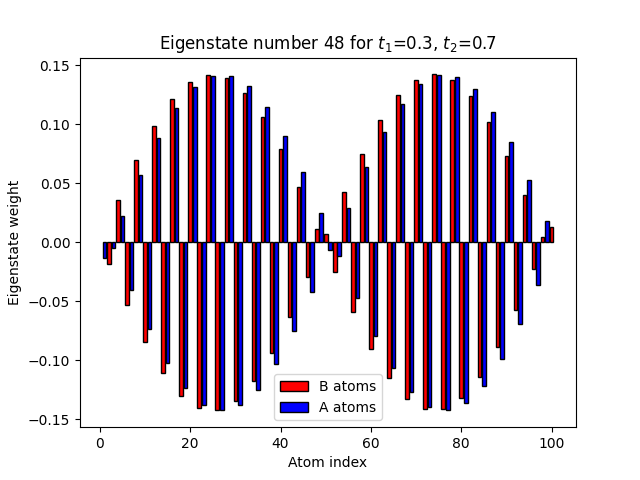 Eigenstate number 48 for t₁=0.3, t₂=0.7
0.15
0.10
0.05
0.00
−0.05
−0.10
−0.15
Eigenstate weight
B atoms
A atoms
0 20 40 60 80 100
Atom index